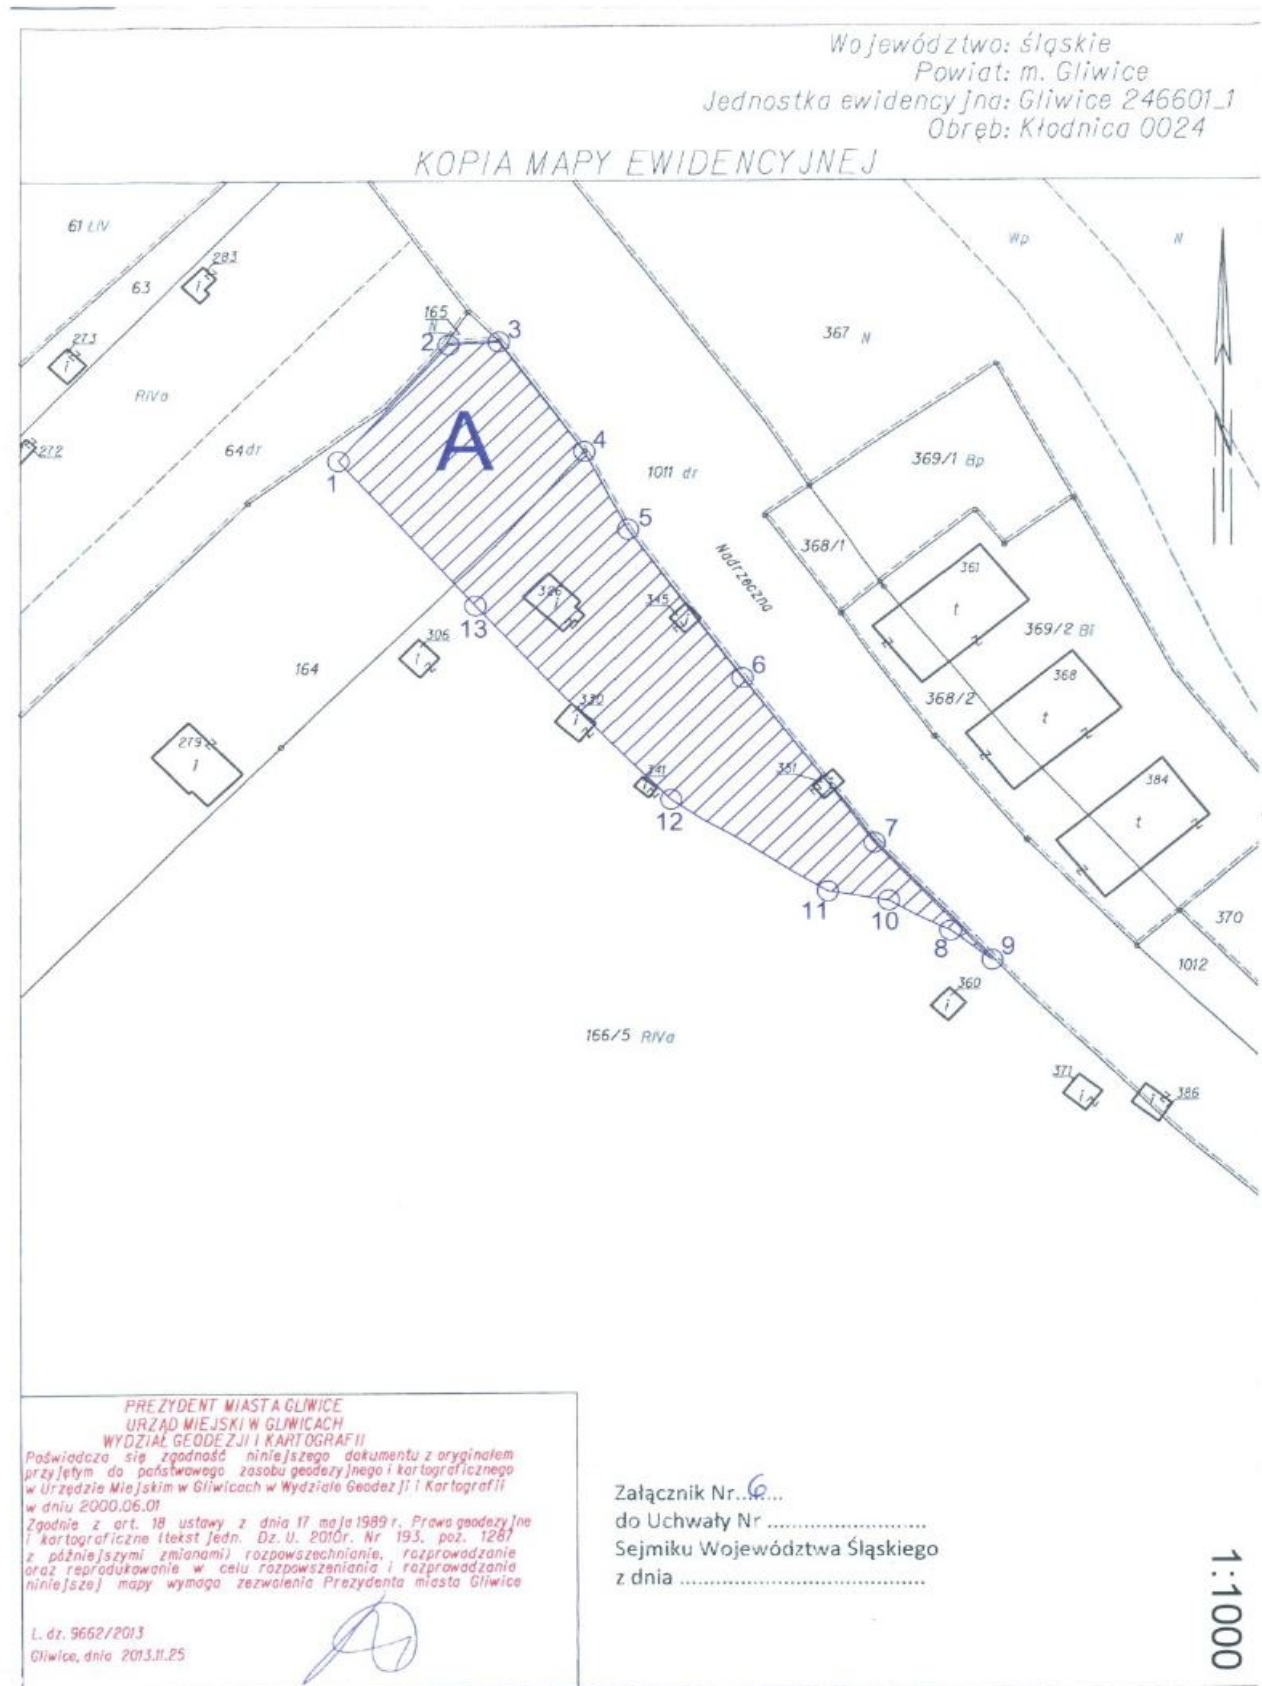 Województwo: śląskie
Powiat: m. Gliwice
Jednostka ewidencyjna: Gliwice 246601_1
Obręb: Kłodnica 0024
KOPIA MAPY EWIDENCYJNEJ
61 ŁIV
Wp
N
283
63
165
N
3
273
2
367 N
RIVa
A
4
272
64dr
1
1011 dr
369/1 Bp
5
368/1
Nadrzeczna
361
t
326
i
345
i
13
369/2 Bi
306
i
164
6
368
t
368/2
330
i
279
i
341
i
351
384
t
12
7
11
10
370
8
9
1012
360
i
166/5 RIVa
371
i
386
i
PREZYDENT MIASTA GLIWICE
URZĄD MIEJSKI W GLIWICACH
WYDZIAŁ GEODEZJI I KARTOGRAFII
Poświadcza się zgodność niniejszego dokumentu z oryginałem
przyjętym do państwowego zasobu geodezyjnego i kartograficznego
w Urzędzie Miejskim w Gliwicach w Wydziale Geodezji i Kartografii
w dniu 2000.06.01
Zgodnie z art. 18 ustawy z dnia 17 maja 1989 r. Prawo geodezyjne
i kartograficzne (tekst jedn. Dz. U. 2010r. Nr 193, poz. 1287
z późniejszymi zmianami) rozpowszechnianie, rozprowadzanie
oraz reprodukowanie w celu rozpowszeniania i rozprowadzania
niniejszej mapy wymaga zezwolenia Prezydenta miasta Gliwice
L. dz. 9662/2013
Gliwice, dnia 2013.11.25
Załącznik Nr..6....
do Uchwały Nr ..........................
Sejmiku Województwa Śląskiego
z dnia ........................................
1:1000